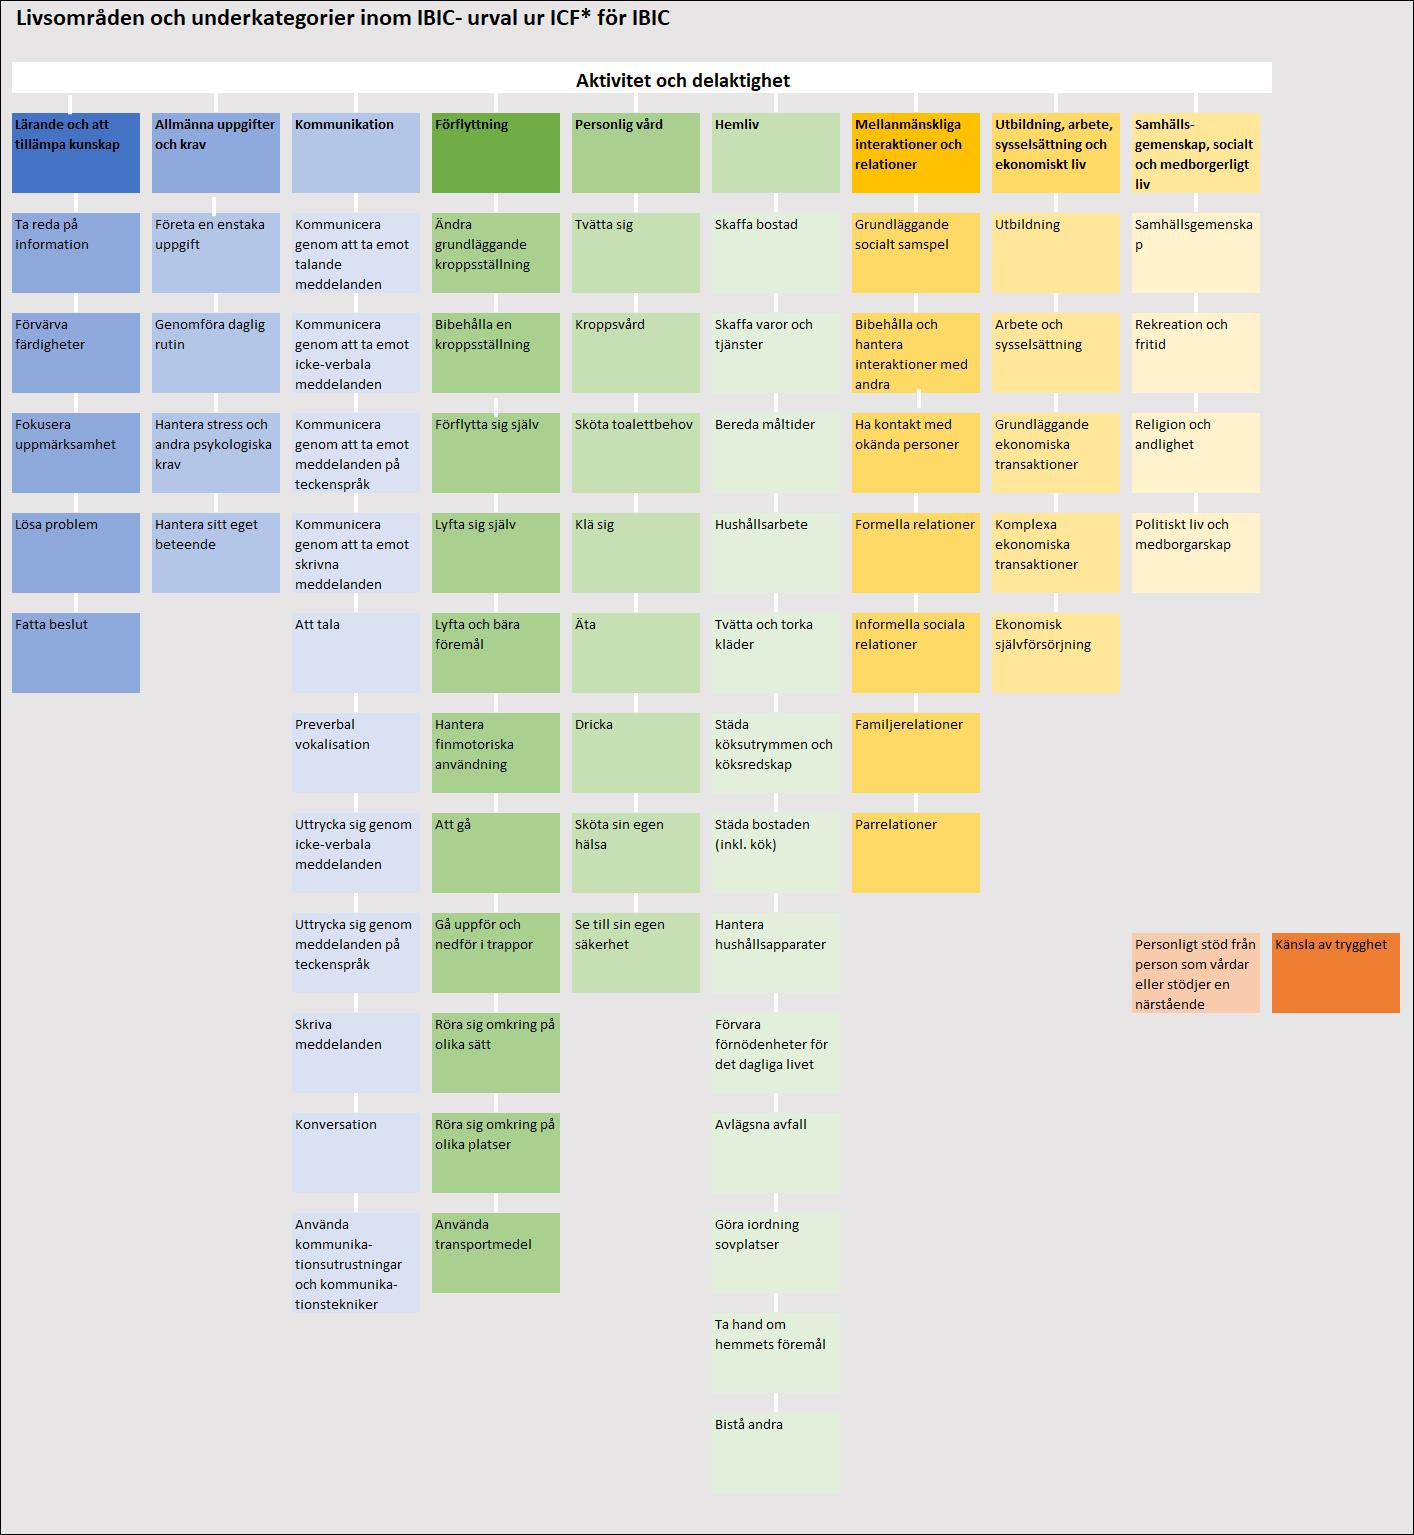 Livsområden och underkategorier inom IBIC- urval ur ICF* för IBIC
Aktivitet och delaktighet
Lärande och att
tillämpa kunskap
Ta reda på
information
Förvärva
färdigheter
Fokusera
uppmärksamhet
Lösa problem
Fatta beslut
Allmänna uppgifter
och krav
Företa en enstaka
uppgift
Genomföra daglig
rutin
Hantera stress och
andra psykologiska
krav
Hantera sitt eget
beteende
Kommunikation
Kommunicera
genom att ta emot
talande
meddelanden
Kommunicera
genom att ta emot
icke-verbala
meddelanden
Kommunicera
genom att ta emot
meddelanden på
teckenspråk
Kommunicera
genom att ta emot
skrivna
meddelanden
Att tala
Preverbal
vokalisation
Uttrycka sig genom
icke-verbala
meddelanden
Uttrycka sig genom
meddelanden på
teckenspråk
Skriva
meddelanden
Konversation
Använda
kommunika-
tionsutrustningar
och kommunika-
tionstekniker
Förflyttning
Ändra
grundläggande
kroppsställning
Bibehålla en
kroppsställning
Förflytta sig själv
Lyfta sig själv
Lyfta och bära
föremål
Hantera
finmotoriska
användning
Att gå
Gå uppför och
nedför i trappor
Röra sig omkring på
olika sätt
Röra sig omkring på
olika platser
Använda
transportmedel
Personlig vård
Tvätta sig
Kroppsvård
Sköta toalettbehov
Klä sig
Äta
Dricka
Sköta sin egen
hälsa
Se till sin egen
säkerhet
Hemliv
Skaffa bostad
Skaffa varor och
tjänster
Bereda måltider
Hushållsarbete
Tvätta och torka
kläder
Städa
köksutrymmen och
köksredskap
Städa bostaden
(inkl. kök)
Hantera
hushållsapparater
Förvara
förnödenheter för
det dagliga livet
Avlägsna avfall
Göra iordning
sovplatser
Ta hand om
hemmets föremål
Bistå andra
Mellanmänskliga
interaktioner och
relationer
Grundläggande
socialt samspel
Bibehålla och
hantera
interaktioner med
andra
Ha kontakt med
okända personer
Formella relationer
Informella sociala
relationer
Familjerelationer
Parrelationer
Utbildning, arbete,
sysselsättning och
ekonomiskt liv
Utbildning
Arbete och
sysselsättning
Grundläggande
ekonomiska
transaktioner
Komplexa
ekonomiska
transaktioner
Ekonomisk
självförsörjning
Samhälls-
gemenskap, socialt
och medborgerligt
liv
Samhällsgemenska
p
Rekreation och
fritid
Religion och
andlighet
Politiskt liv och
medborgarskap
Personligt stöd från
person som vårdar
eller stödjer en
närstående
Känsla av trygghet